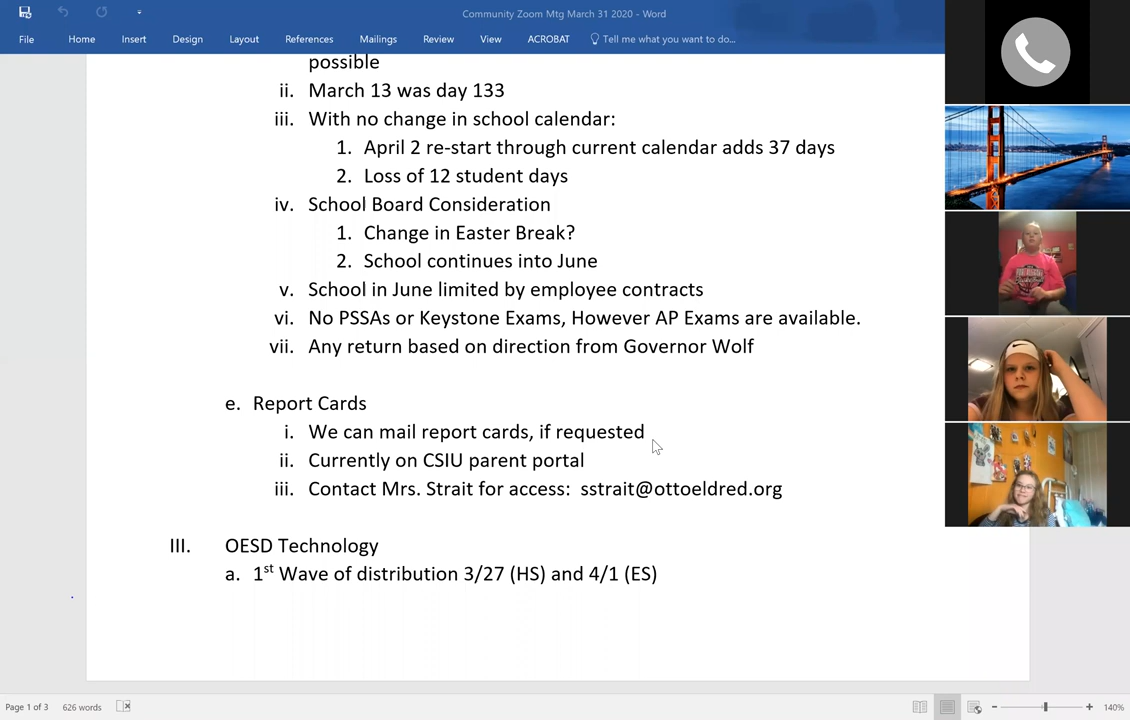 Community Zoom Mtg March 31 2020 - Word
File Home Insert Design Layout References Mailings Review View ACROBAT Tell me what you want to do...
possible
ii. March 13 was day 133
iii. With no change in school calendar:
1. April 2 re-start through current calendar adds 37 days
2. Loss of 12 student days
iv. School Board Consideration
1. Change in Easter Break?
2. School continues into June
v. School in June limited by employee contracts
vi. No PSSAs or Keystone Exams, However AP Exams are available.
vii. Any return based on direction from Governor Wolf
e. Report Cards
i. We can mail report cards, if requested
ii. Currently on CSIU parent portal
iii. Contact Mrs. Strait for access: sstrait@ottoeldred.org
III. OESD Technology
a. 1st Wave of distribution 3/27 (HS) and 4/1 (ES)
Page 1 of 3 626 words 140%